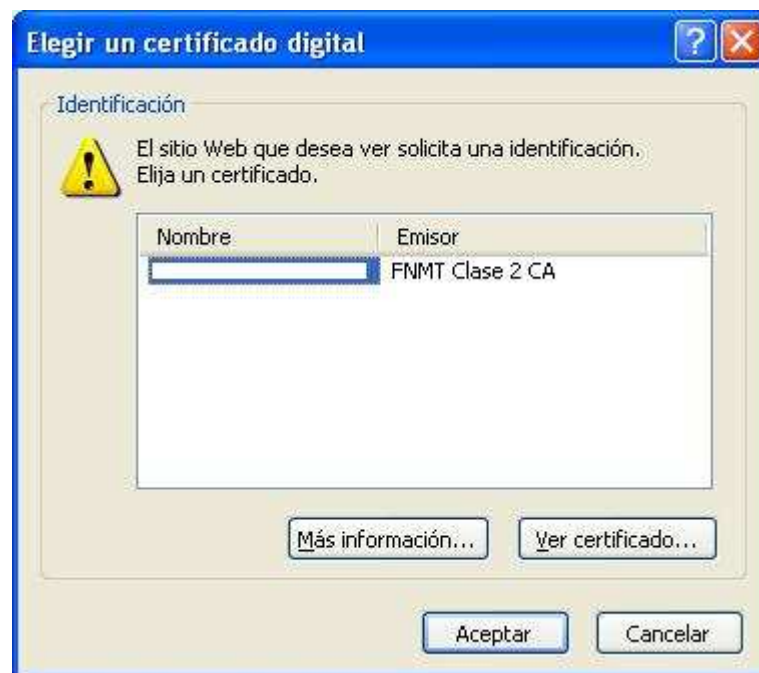 Elegir un certificado digital
Identificación
El sitio Web que desea ver solicita una identificación.
Elija un certificado.
Nombre Emisor
FNMT Clase 2 CA
Más información... Ver certificado...
Aceptar Cancelar